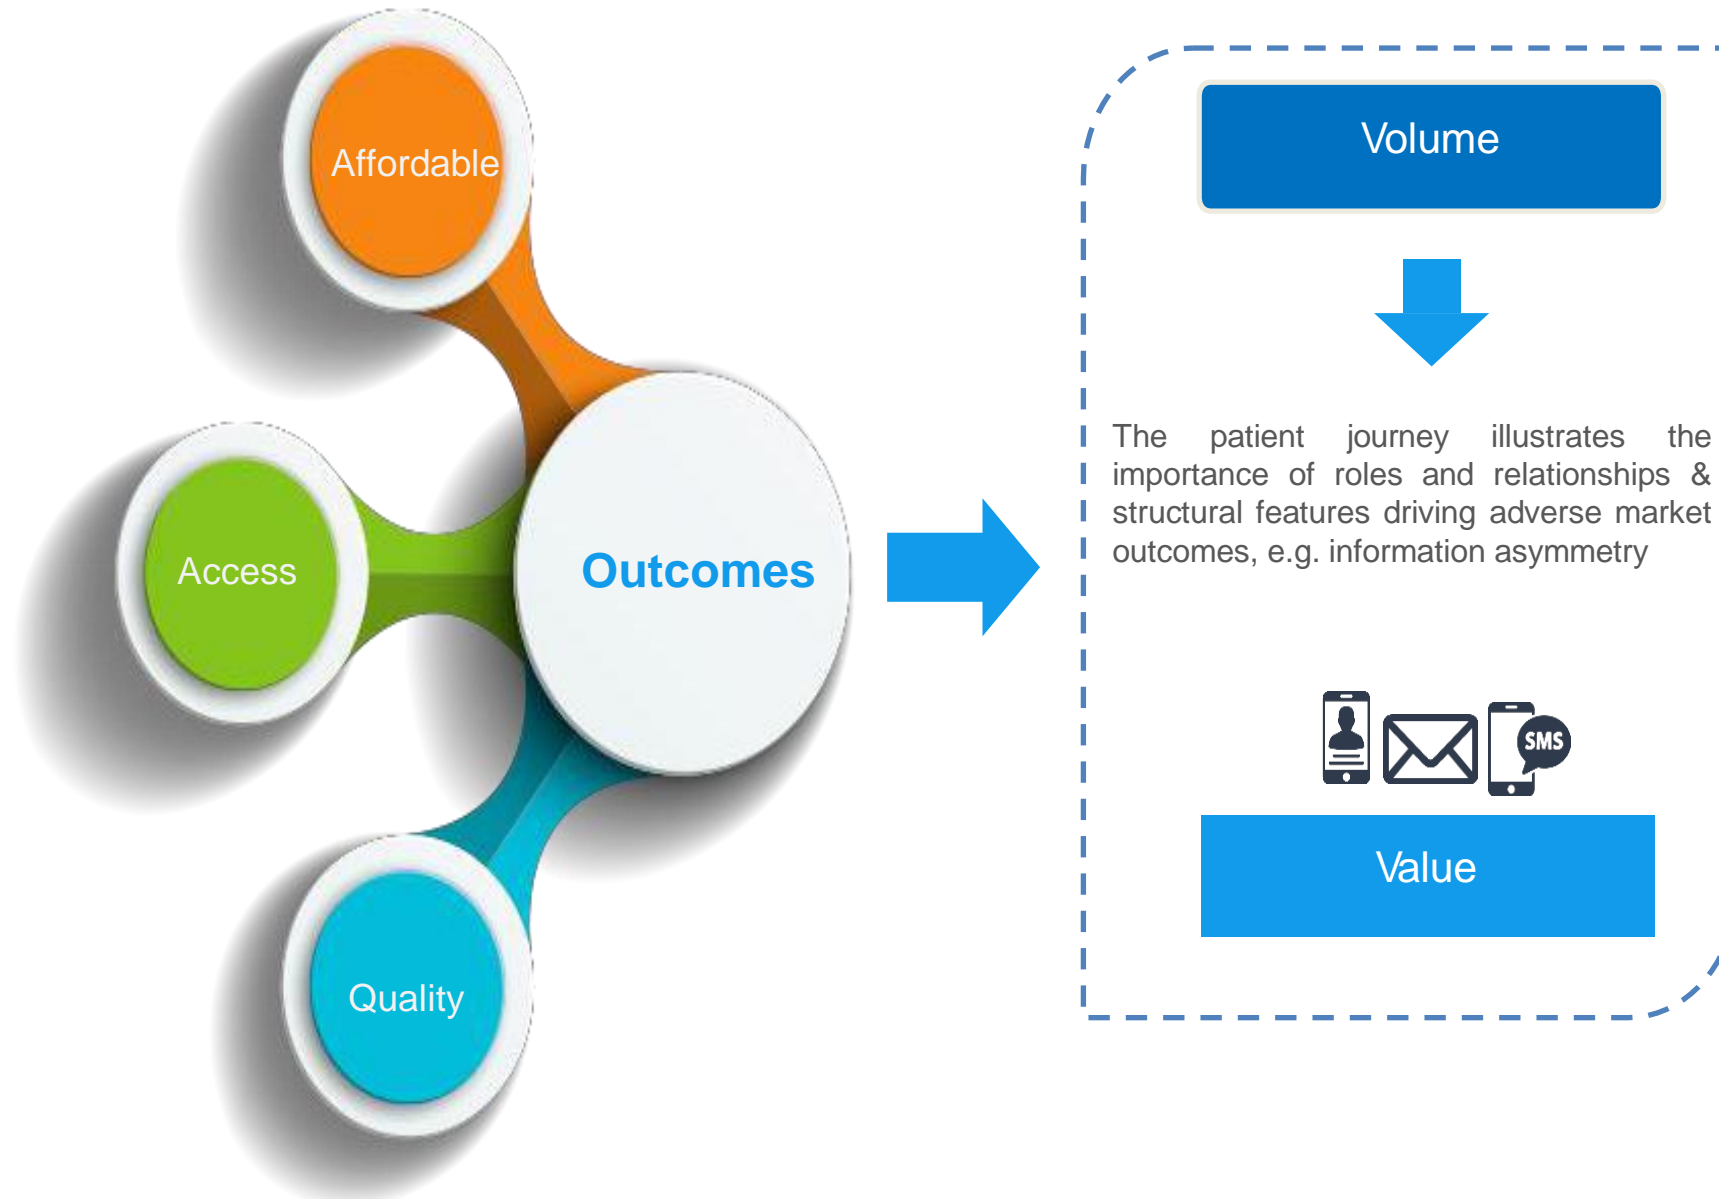 Affordable
Access
Quality
Outcomes
Volume
The patient journey illustrates the
importance of roles and relationships &
structural features driving adverse market
outcomes, e.g. information asymmetry
SMS
Value